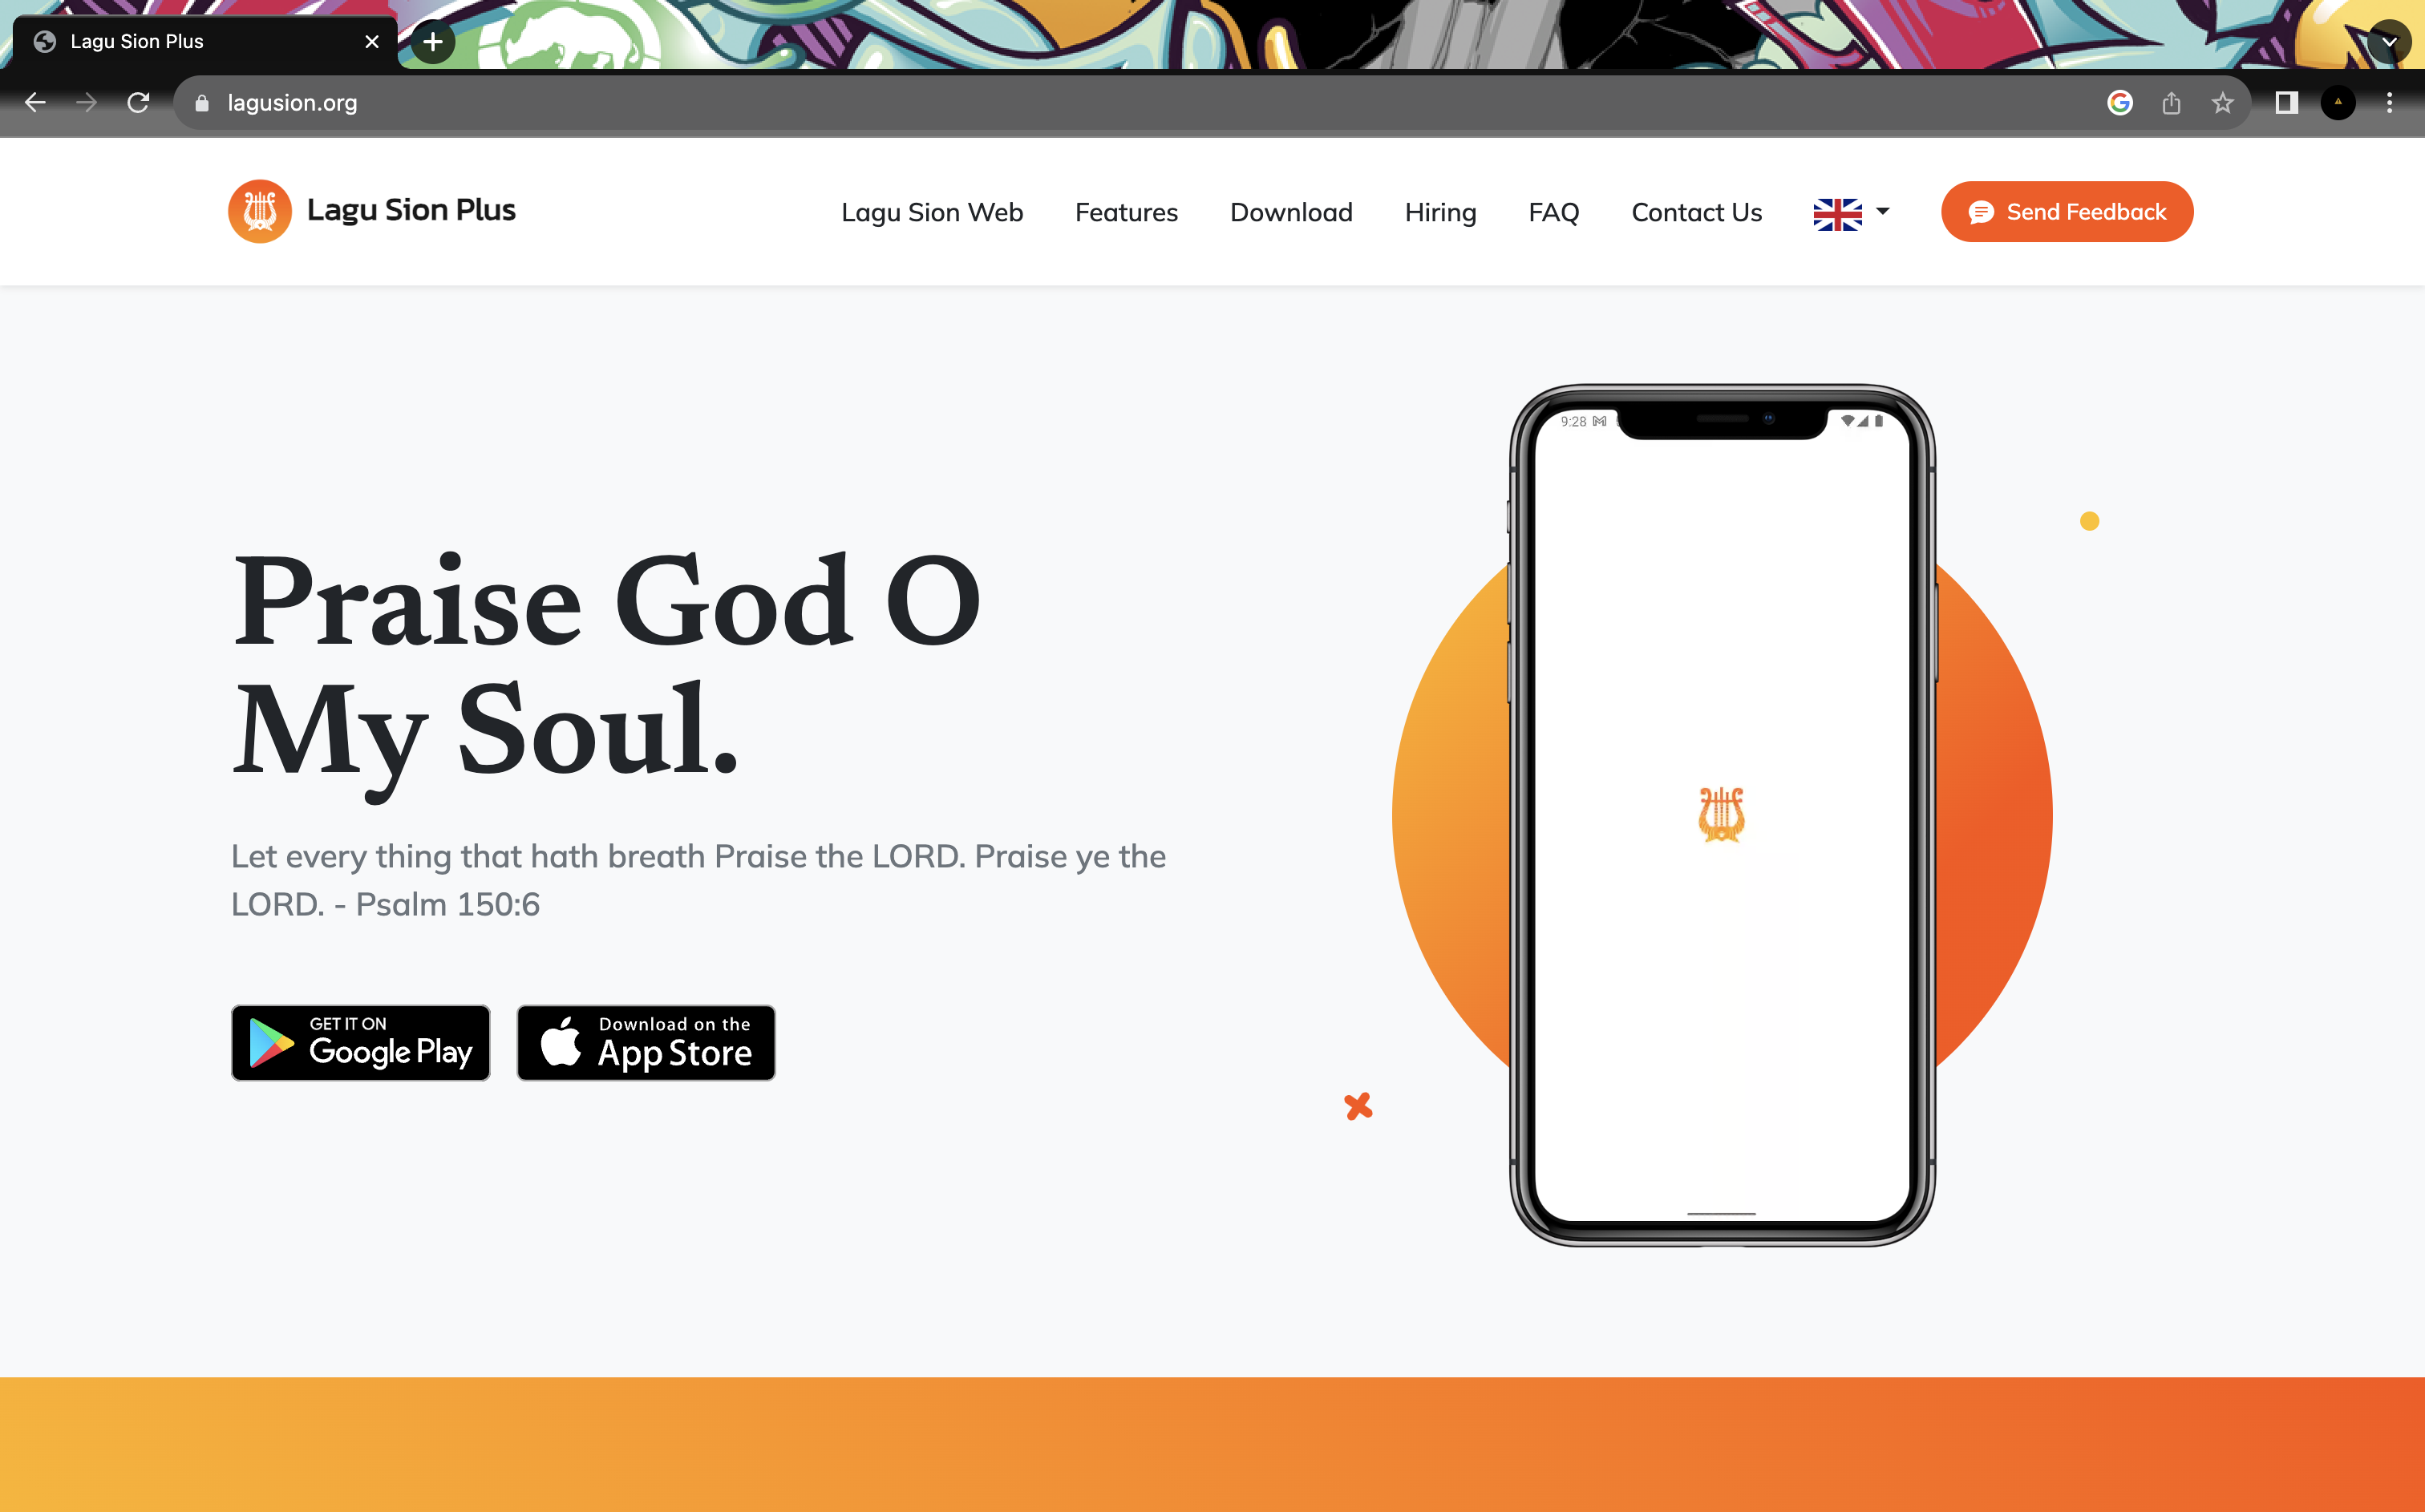 Lagu Sion Plus
lagusion.org
Lagu Sion Plus
Lagu Sion Web
Features
Download
Hiring
FAQ
Contact Us
Send Feedback
9:28
Praise God O
My Soul.
Let every thing that hath breath Praise the LORD. Praise ye the
LORD. - Psalm 150:6
GET IT ON
Google Play
Download on the
App Store